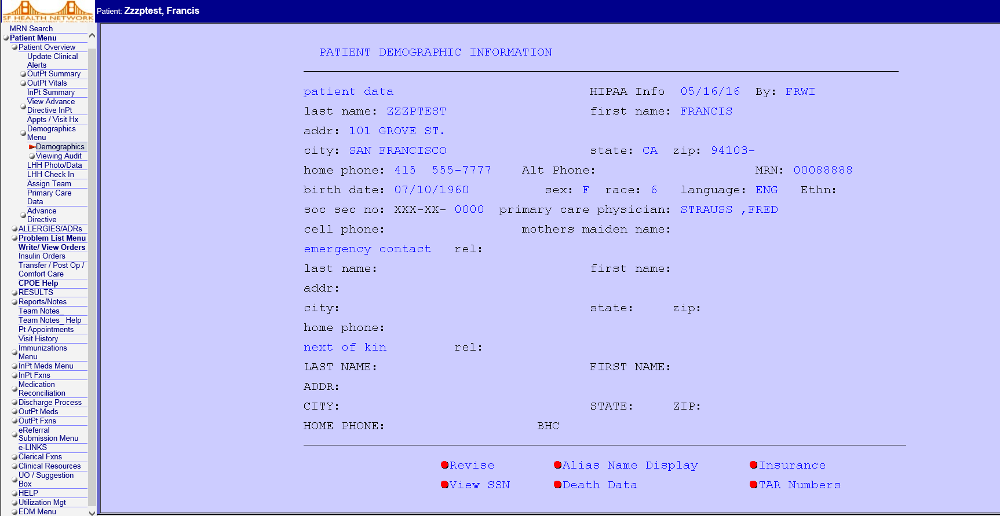 SF HEALTH NETWORK
Patient: Zzzptest, Francis
MRN Search
Patient Menu
Patient Overview
Update Clinical
Alerts
OutPt Summary
OutPt Vitals
InPt Summary
View Advance
Directive InPt
Appts / Visit Hx
Demographics
Menu
Demographics
Viewing Audit
LHH Photo/Data
LHH Check In
Assign Team
Primary Care
Data
Advance
Directive
ALLERGIES/ADRs
Problem List Menu
Write/ View Orders
Insulin Orders
Transfer / Post Op /
Comfort Care
CPOE Help
RESULTS
Reports/Notes
Team Notes_
Team Notes_ Help
Pt Appointments
Visit History
Immunizations
Menu
InPt Meds Menu
InPt Fxns
Medication
Reconciliation
Discharge Process
OutPt Meds
OutPt Fxns
eReferral
Submission Menu
e-LINKS
Clerical Fxns
Clinical Resources
UO / Suggestion
Box
HELP
Utilization Mgt
EDM Menu
PATIENT DEMOGRAPHIC INFORMATION
patient data HIPAA Info 05/16/16 By: FRWI
last name: ZZZPTEST first name: FRANCIS
addr: 101 GROVE ST.
city: SAN FRANCISCO state: CA zip: 94103-
home phone: 415 555-7777 Alt Phone: MRN: 00088888
birth date: 07/10/1960 sex: F race: 6 language: ENG Ethn:
soc sec no: XXX-XX- 0000 primary care physician: STRAUSS ,FRED
cell phone: mothers maiden name:
emergency contact rel:
last name: first name:
addr:
city: state: zip:
home phone:
next of kin rel:
LAST NAME: FIRST NAME:
ADDR:
CITY: STATE: ZIP:
HOME PHONE: BHC
Revise Alias Name Display Insurance
View SSN Death Data TAR Numbers